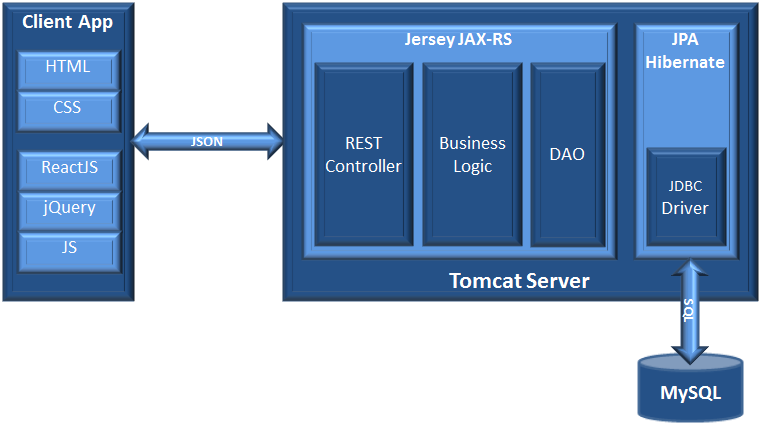 Client App
HTML
CSS
ReactJS
jQuery
JS
JSON
Jersey JAX-RS
REST
Controller
Business
Logic
DAO
JPA
Hibernate
JDBC
Driver
Tomcat Server
SQL
MySQL